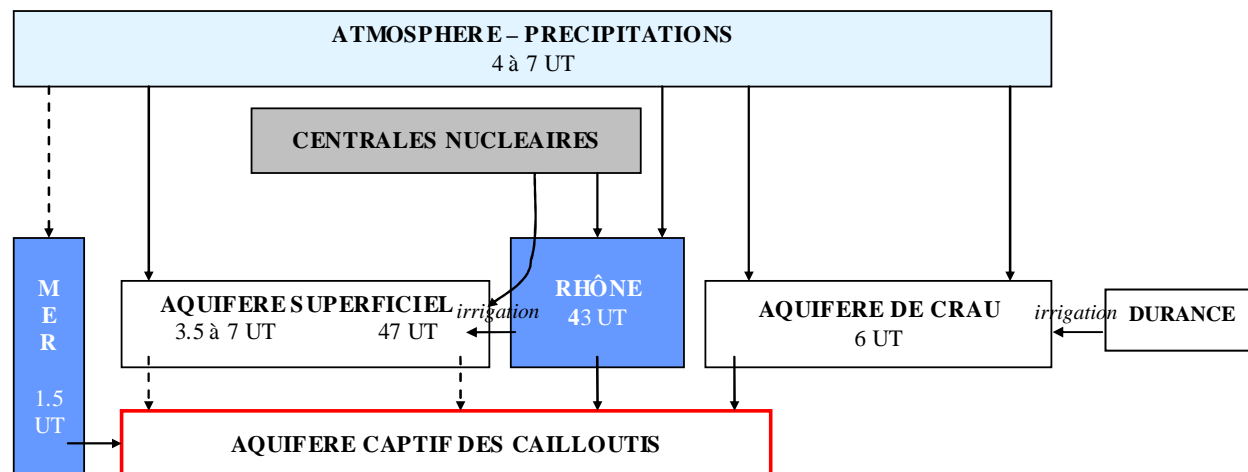 ATMOSPHERE – PRECIPITATIONS
4 à 7 UT
CENTRALES NUCLEAIRES
M
E
R
1.5
UT
AQUIFERE SUPERFICIEL
3.5 à 7 UT 47 UT
irrigation
RHÔNE
43 UT
AQUIFERE DE CRAU
6 UT
irrigation
DURANCE
AQUIFERE CAPTIF DES CAILLOUTIS